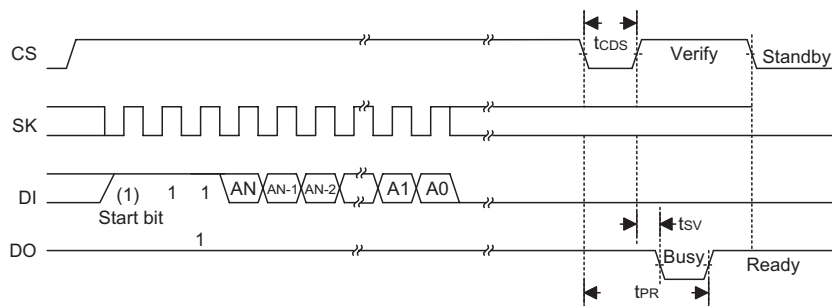 CS
tCDS
Verify
Standby
SK
DI
(1)
1
1
AN
AN-1
AN-2
A1
A0
Start bit
tSV
DO
1
Busy
Ready
tPR